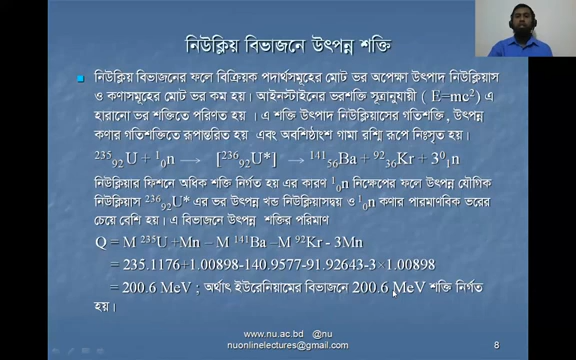 নিউক্লিয় বিভাজনে উৎপন্ন শক্তি
নিউক্লিয় বিভাজনের ফলে বিক্রিয়ক পদার্থসমূহের মোট ভর অপেক্ষা উৎপাদ নিউক্লিয়াস
ও কণাসমূহের মোট ভর কম হয়। আইনস্টাইনের ভরশক্তি সূত্রানুযায়ী ( E=mc²) এ
হারানো ভর শক্তিতে পরিণত হয়। এ শক্তি উৎপাদ নিউক্লিয়াসের গতিশক্তি, উৎপন্ন
কণার গতিশক্তিতে রূপান্তরিত হয় এবং অবশিষ্টাংশ গামা রশ্মি রূপে নিঃসৃত হয়।
²³⁵₉₂U + ¹₀n → [²³⁶₉₂U*] → ¹⁴¹₅₆Ba + ⁹²₃₆Kr + 3⁰₁n
নিউক্লিয়ার ফিশনে অধিক শক্তি নির্গত হয় এর কারণ ¹₀n নিক্ষেপের ফলে উৎপন্ন যৌগিক
নিউক্লিয়াস ²³⁶₉₂U* এর ভর উৎপন্ন খন্ড নিউক্লিয়াসদ্বয় ও ¹₀n কণার পারমাণবিক ভরের
চেয়ে বেশি হয়। এ বিভাজনে উৎপন্ন শক্তির পরিমাণ
Q = M ²³⁵U +Mn – M ¹⁴¹Ba –M ⁹²Kr - 3Mn
= 235.1176+1.00898-140.9577-91.92643-3×1.00898
= 200.6 MeV ; অর্থাৎ ইউরেনিয়ামের বিভাজনে 200.6 MeV শক্তি নির্গত
হয়।
www.nu.ac.bd @nu
nuonlinelectures@gmail.com
8